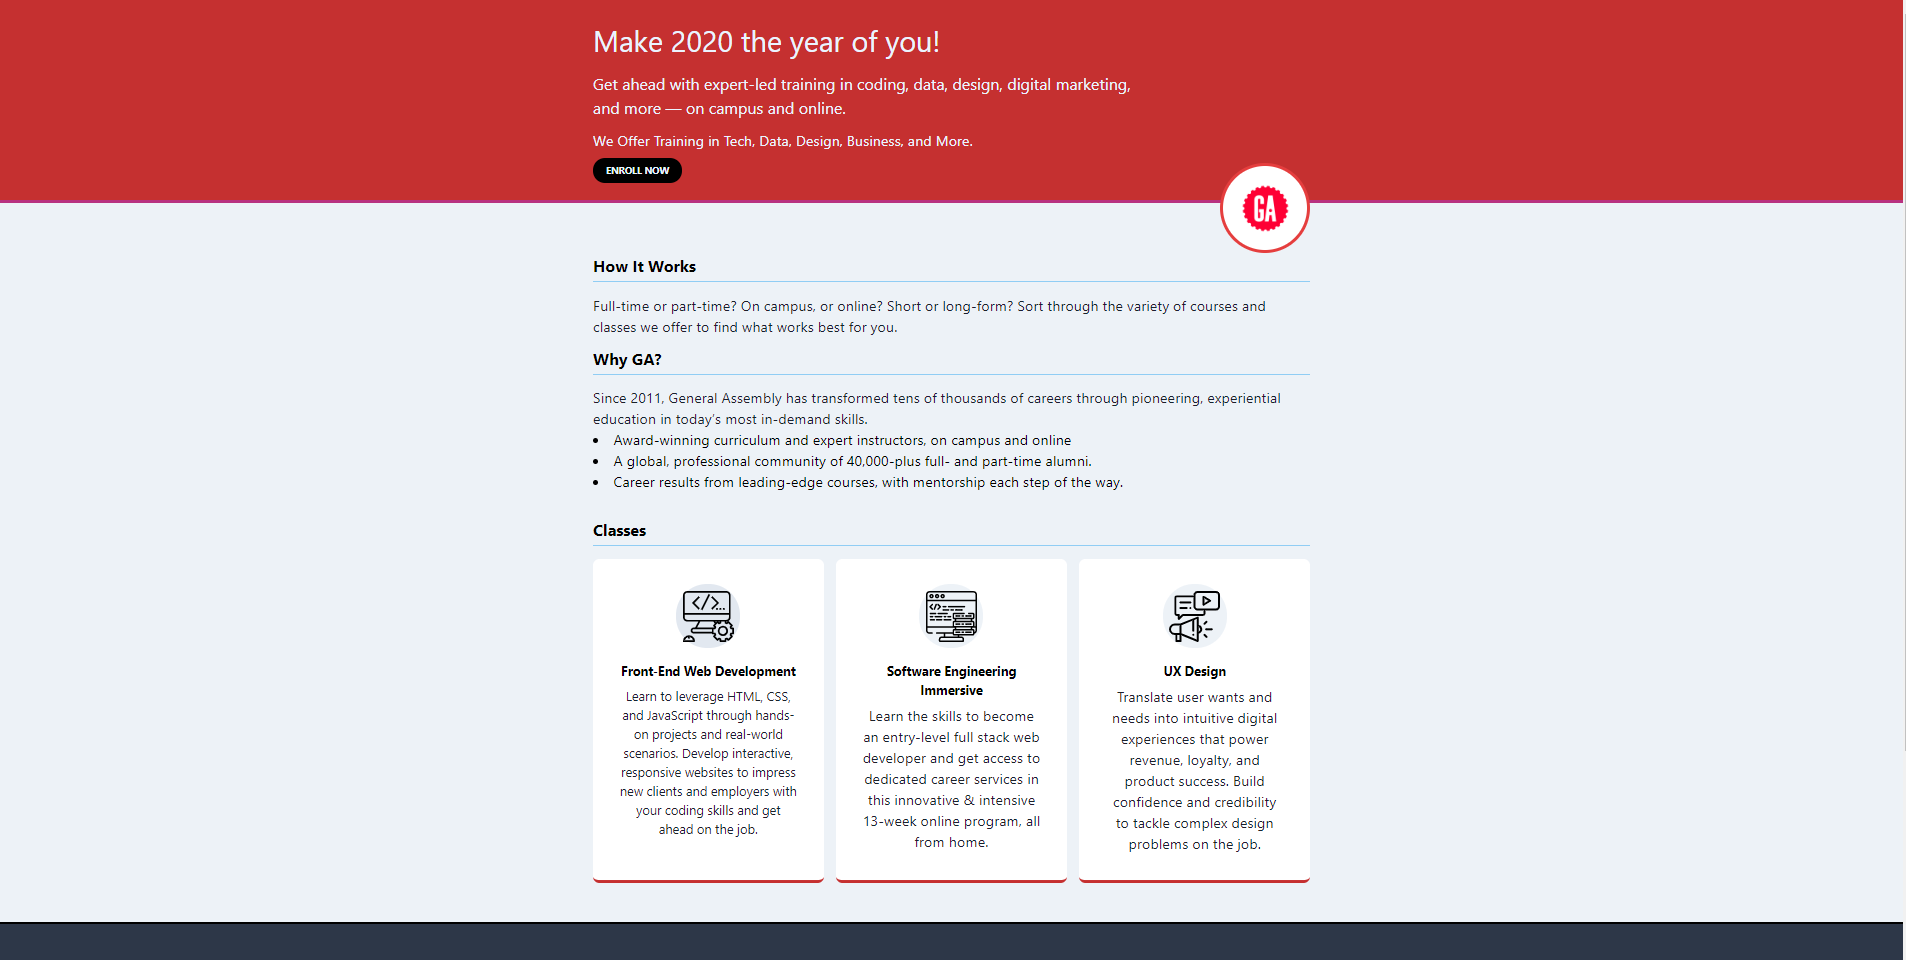 Make 2020 the year of you!
Get ahead with expert-led training in coding, data, design, digital marketing,
and more — on campus and online.
We Offer Training in Tech, Data, Design, Business, and More.
ENROLL NOW
GA
How It Works
Full-time or part-time? On campus, or online? Short or long-form? Sort through the variety of courses and
classes we offer to find what works best for you.
Why GA?
Since 2011, General Assembly has transformed tens of thousands of careers through pioneering, experiential
education in today's most in-demand skills.
• Award-winning curriculum and expert instructors, on campus and online
• A global, professional community of 40,000-plus full- and part-time alumni.
• Career results from leading-edge courses, with mentorship each step of the way.
Classes
Front-End Web Development
Learn to leverage HTML, CSS,
and JavaScript through hands-
on projects and real-world
scenarios. Develop interactive,
responsive websites to impress
new clients and employers with
your coding skills and get
ahead on the job.
Software Engineering
Immersive
Learn the skills to become
an entry-level full stack web
developer and get access to
dedicated career services in
this innovative & intensive
13-week online program, all
from home.
UX Design
Translate user wants and
needs into intuitive digital
experiences that power
revenue, loyalty, and
product success. Build
confidence and credibility
to tackle complex design
problems on the job.